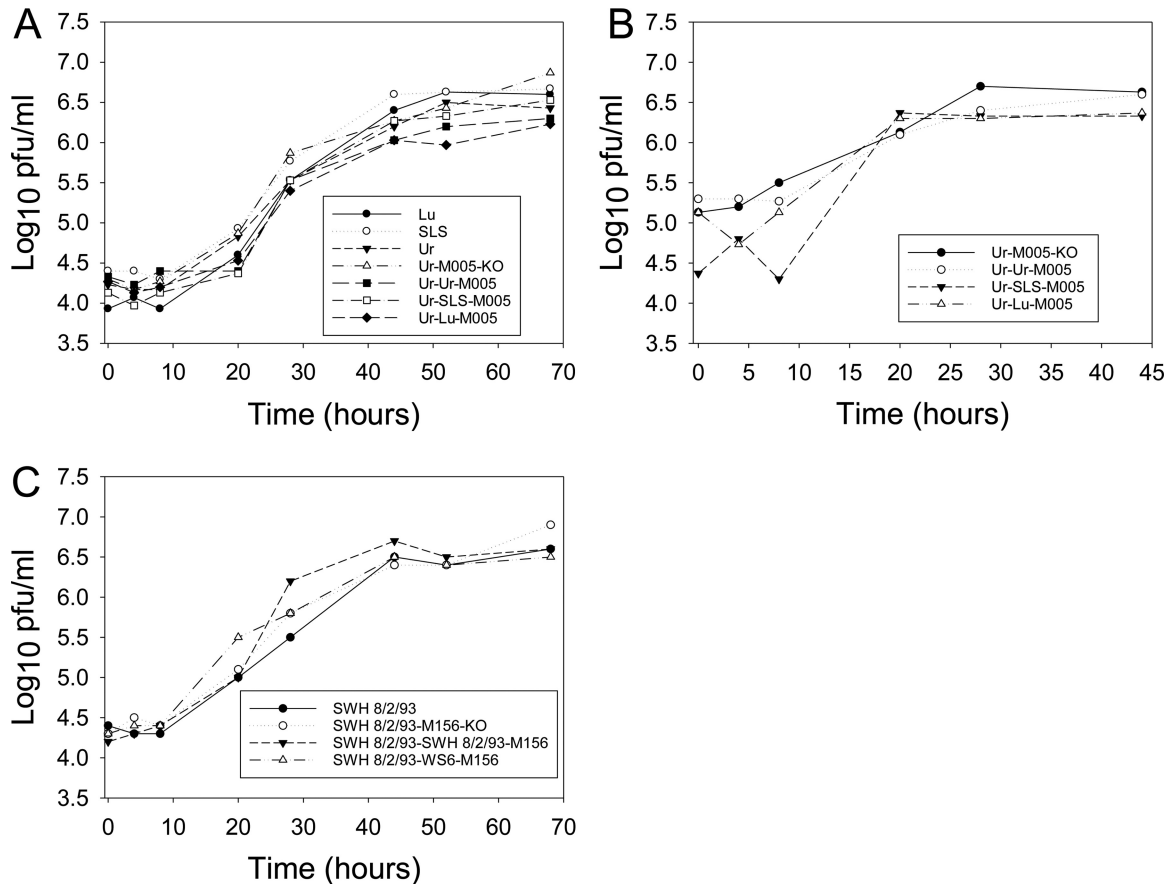 A
Log10 pfu/ml
7.5
7.0
6.5
6.0
5.5
5.0
4.5
4.0
3.5
Lu
SLS
Ur
Ur-M005-KO
Ur-Ur-M005
Ur-SLS-M005
Ur-Lu-M005
0 10 20 30 40 50 60 70
Time (hours)
B
Log10 pfu/ml
7.5
7.0
6.5
6.0
5.5
5.0
4.5
4.0
3.5
Ur-M005-KO
Ur-Ur-M005
Ur-SLS-M005
Ur-Lu-M005
0 5 10 15 20 25 30 35 40 45
Time (hours)
C
Log10 pfu/ml
7.5
7.0
6.5
6.0
5.5
5.0
4.5
4.0
3.5
SWH 8/2/93
SWH 8/2/93-M156-KO
SWH 8/2/93-SWH 8/2/93-M156
SWH 8/2/93-WS6-M156
0 10 20 30 40 50 60 70
Time (hours)